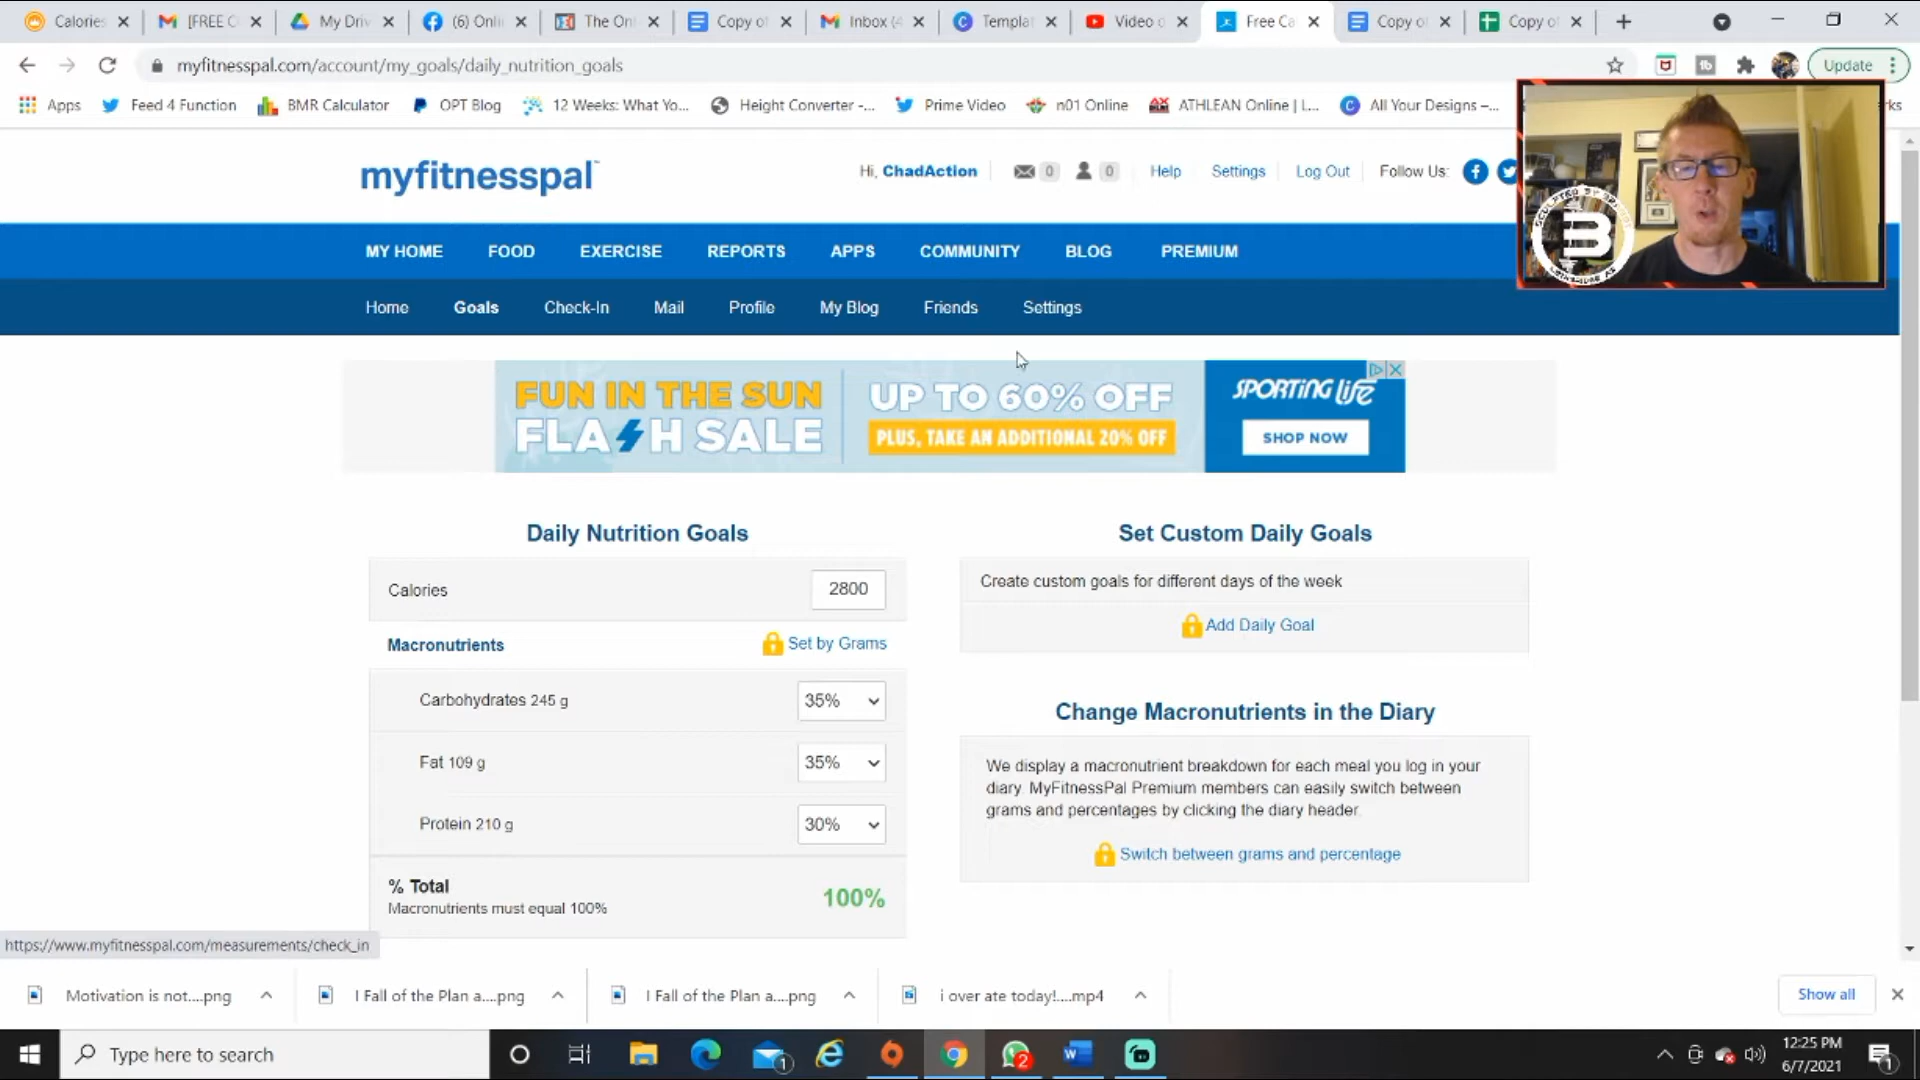 Calories
[FREE C
My Driv
(6) Onli
The On
Copy of
Inbox (4
Templat
Video c
Free Ca
Copy of
Copy of
myfitnesspal.com/account/my_goals/daily_nutrition_goals
Update
Apps
Feed 4 Function
BMR Calculator
OPT Blog
12 Weeks: What Yo...
Height Converter -...
Prime Video
n01 Online
ATHLEAN Online | L...
All Your Designs –...
rks
myfitnesspal
Hi, ChadAction
0
0
Help
Settings
Log Out
Follow Us:
B
MY HOME
FOOD
EXERCISE
REPORTS
APPS
COMMUNITY
BLOG
PREMIUM
Home
Goals
Check-In
Mail
Profile
My Blog
Friends
Settings
FUN IN THE SUN
FLASH SALE
UP TO 60% OFF
PLUS, TAKE AN ADDITIONAL 20% OFF
SPORTING LIFE
SHOP NOW
Daily Nutrition Goals
Calories 2800
Macronutrients Set by Grams
Carbohydrates 245 g 35%
Fat 109 g 35%
Protein 210 g 30%
% Total
Macronutrients must equal 100%
100%
Set Custom Daily Goals
Create custom goals for different days of the week
Add Daily Goal
Change Macronutrients in the Diary
We display a macronutrient breakdown for each meal you log in your
diary. MyFitnessPal Premium members can easily switch between
grams and percentages by clicking the diary header.
Switch between grams and percentage
https://www.myfitnesspal.com/measurements/check_in
Motivation is not....png
I Fall of the Plan a....png
I Fall of the Plan a....png
i over ate today!....mp4
Show all
Type here to search
1
2
12:25 PM
6/7/2021
1